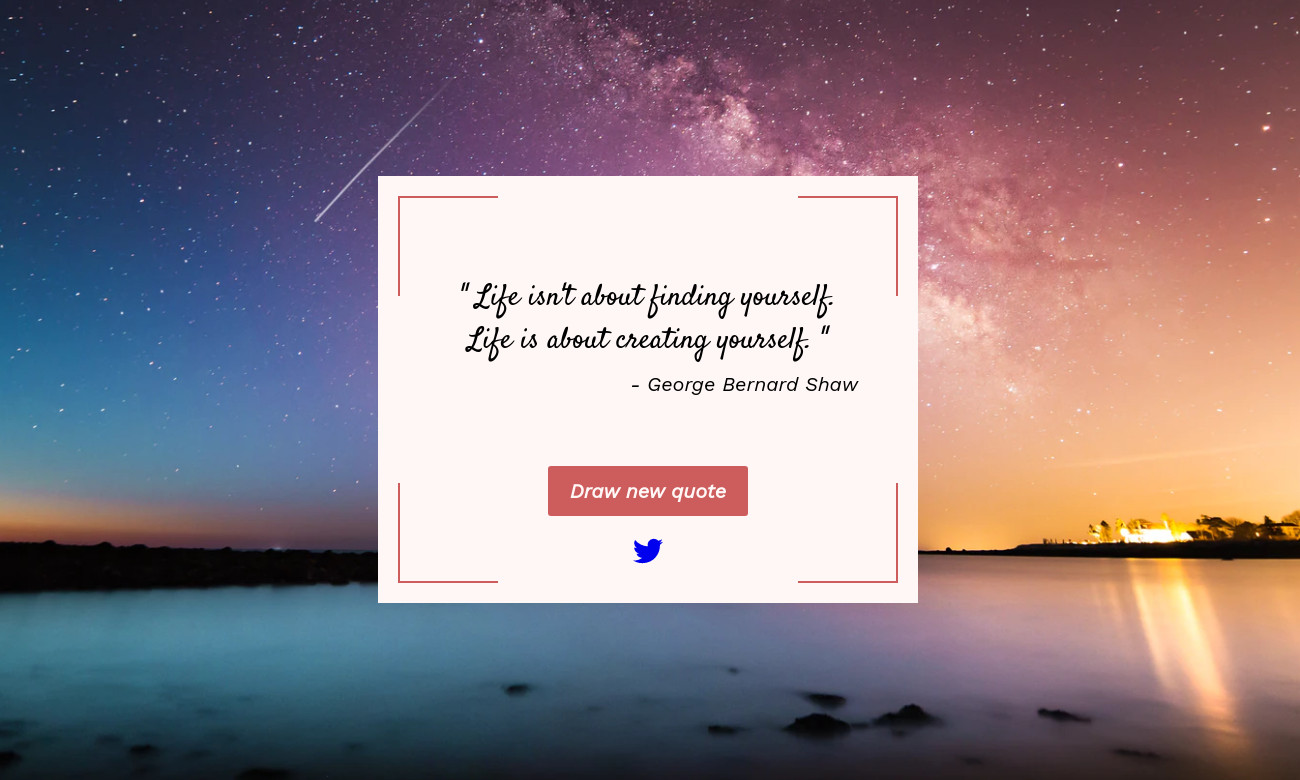 " Life isn't about finding yourself.
Life is about creating yourself. "
- George Bernard Shaw
Draw new quote